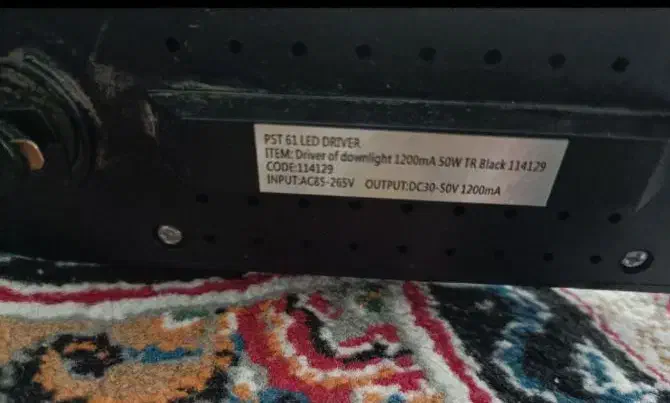 PST 61 LED DRIVER
ITEM: Driver of downlight 1200mA 50W TR Black 114129
CODE:114129
INPUT:AC85-265V OUTPUT:DC30-50V 1200mA